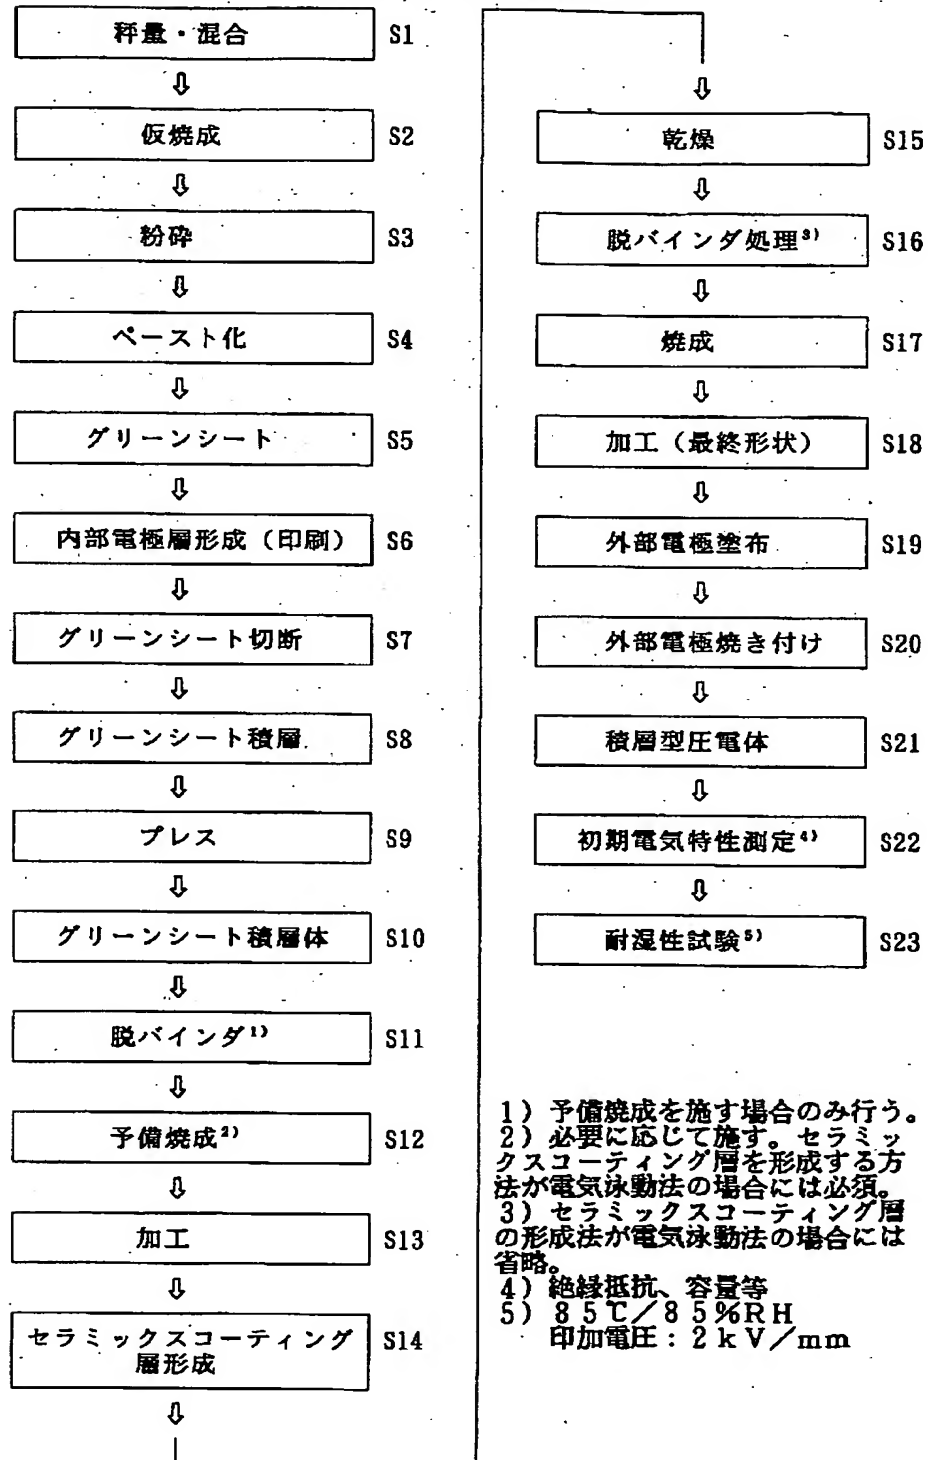 秤量・混合 S1
仮焼成 S2
粉砕 S3
ペースト化 S4
グリーンシート S5
内部電極層形成（印刷） S6
グリーンシート切断 S7
グリーンシート積層 S8
プレス S9
グリーンシート積層体 S10
脱バインダ1) S11
予備焼成2) S12
加工 S13
セラミックスコーティング
層形成 S14
乾燥 S15
脱バインダ処理3) S16
焼成 S17
加工（最終形状） S18
外部電極塗布 S19
外部電極焼き付け S20
積層型圧電体 S21
初期電気特性測定4) S22
耐湿性試験5) S23
1）予備焼成を施す場合のみ行う。
2）必要に応じて施す。セラミッ
クスコーティング層を形成する方
法が電気泳動法の場合には必須。
3）セラミックスコーティング層
の形成法が電気泳動法の場合には
省略。
4）絶縁抵抗、容量等
5）85℃／85%RH
印加電圧：2kV／mm